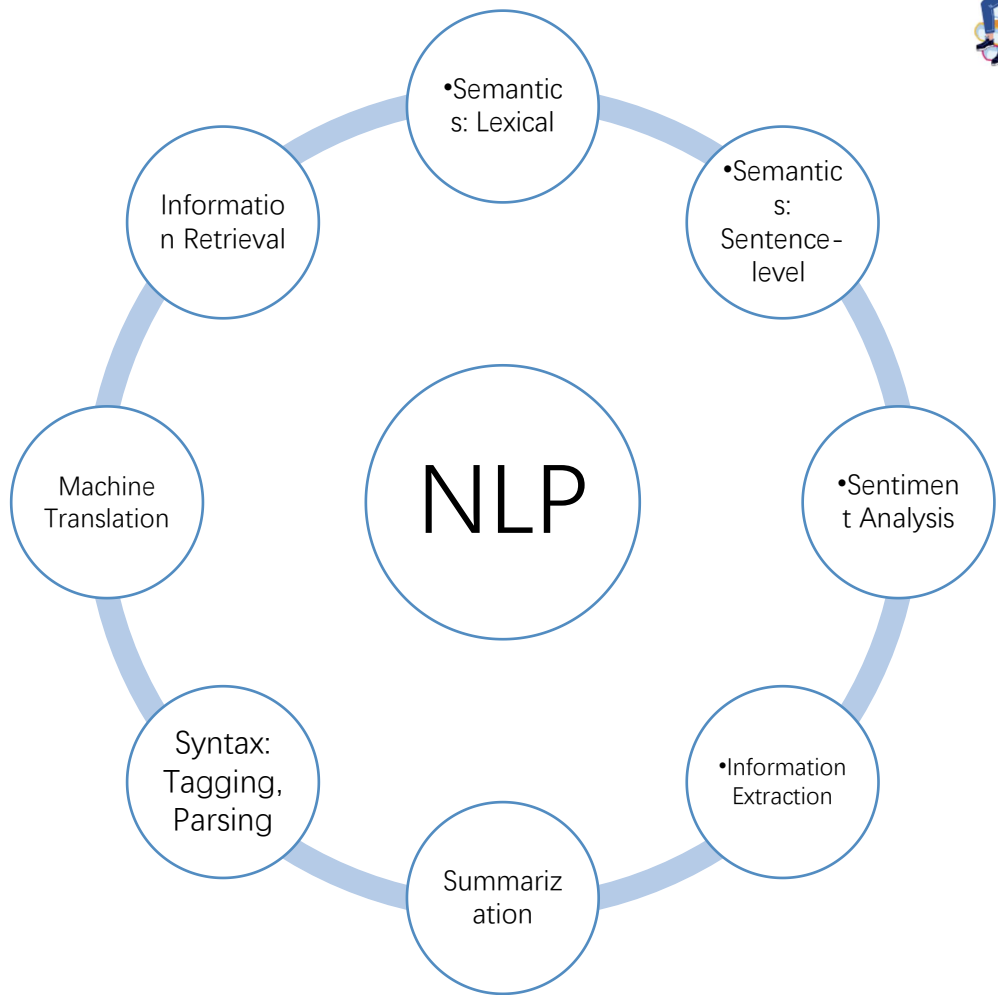 •Semantic
s: Lexical
•Semantic
s:
Sentence-
level
•Sentimen
t Analysis
•Information
Extraction
Summariz
ation
Syntax:
Tagging,
Parsing
Machine
Translation
Informatio
n Retrieval
NLP